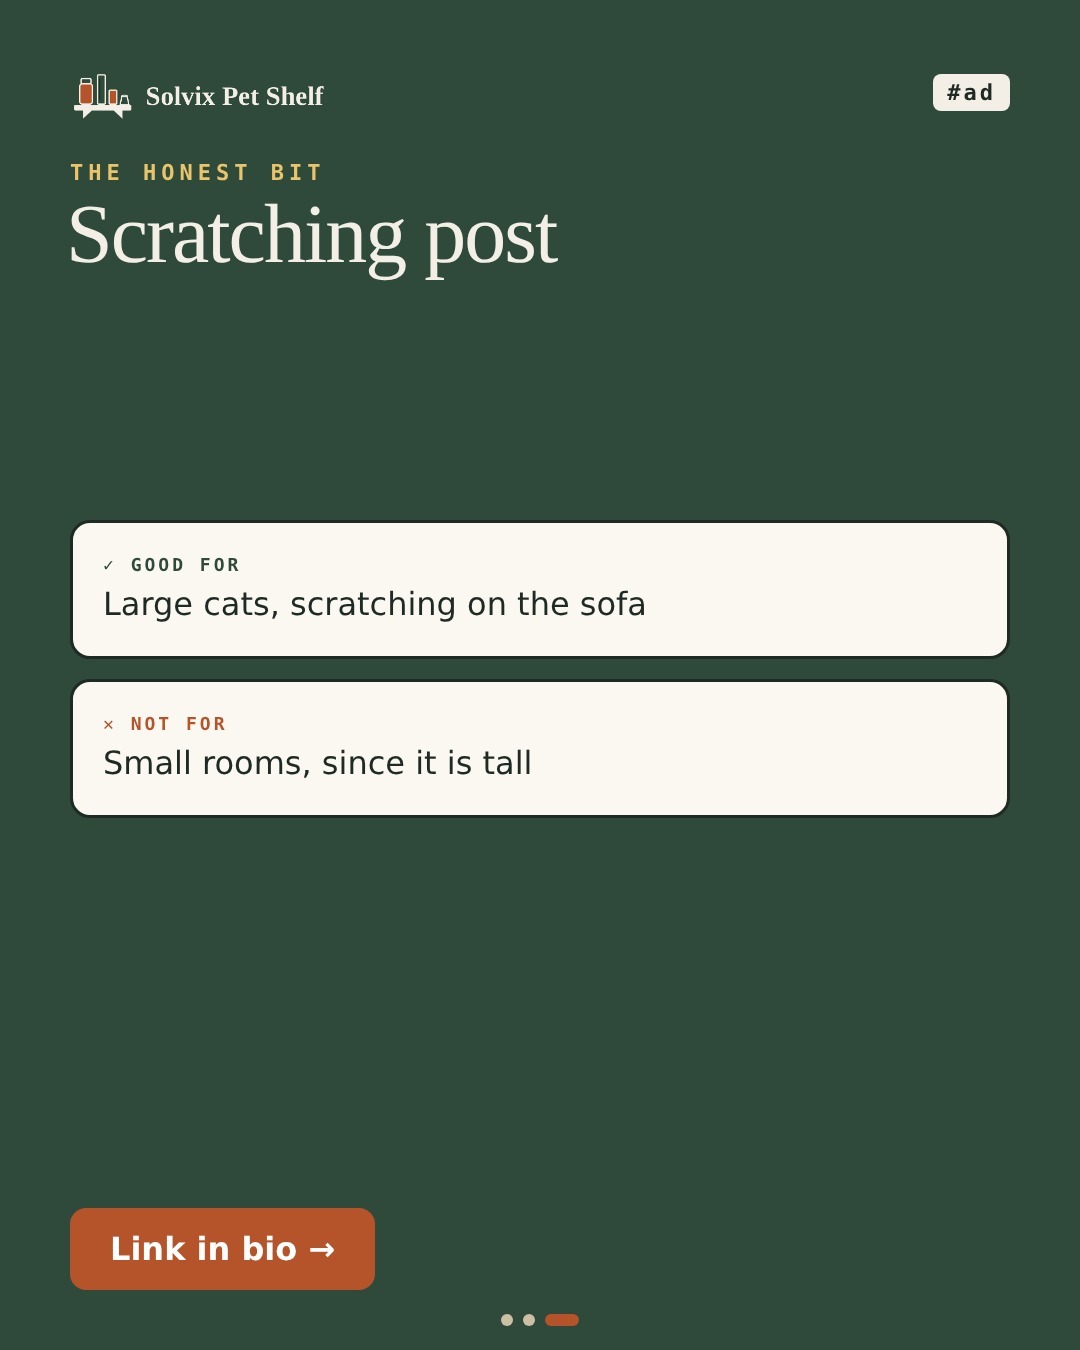 Solvix Pet Shelf
#ad
THE HONEST BIT
Scratching post
✓ GOOD FOR
Large cats, scratching on the sofa
× NOT FOR
Small rooms, since it is tall
Link in bio →